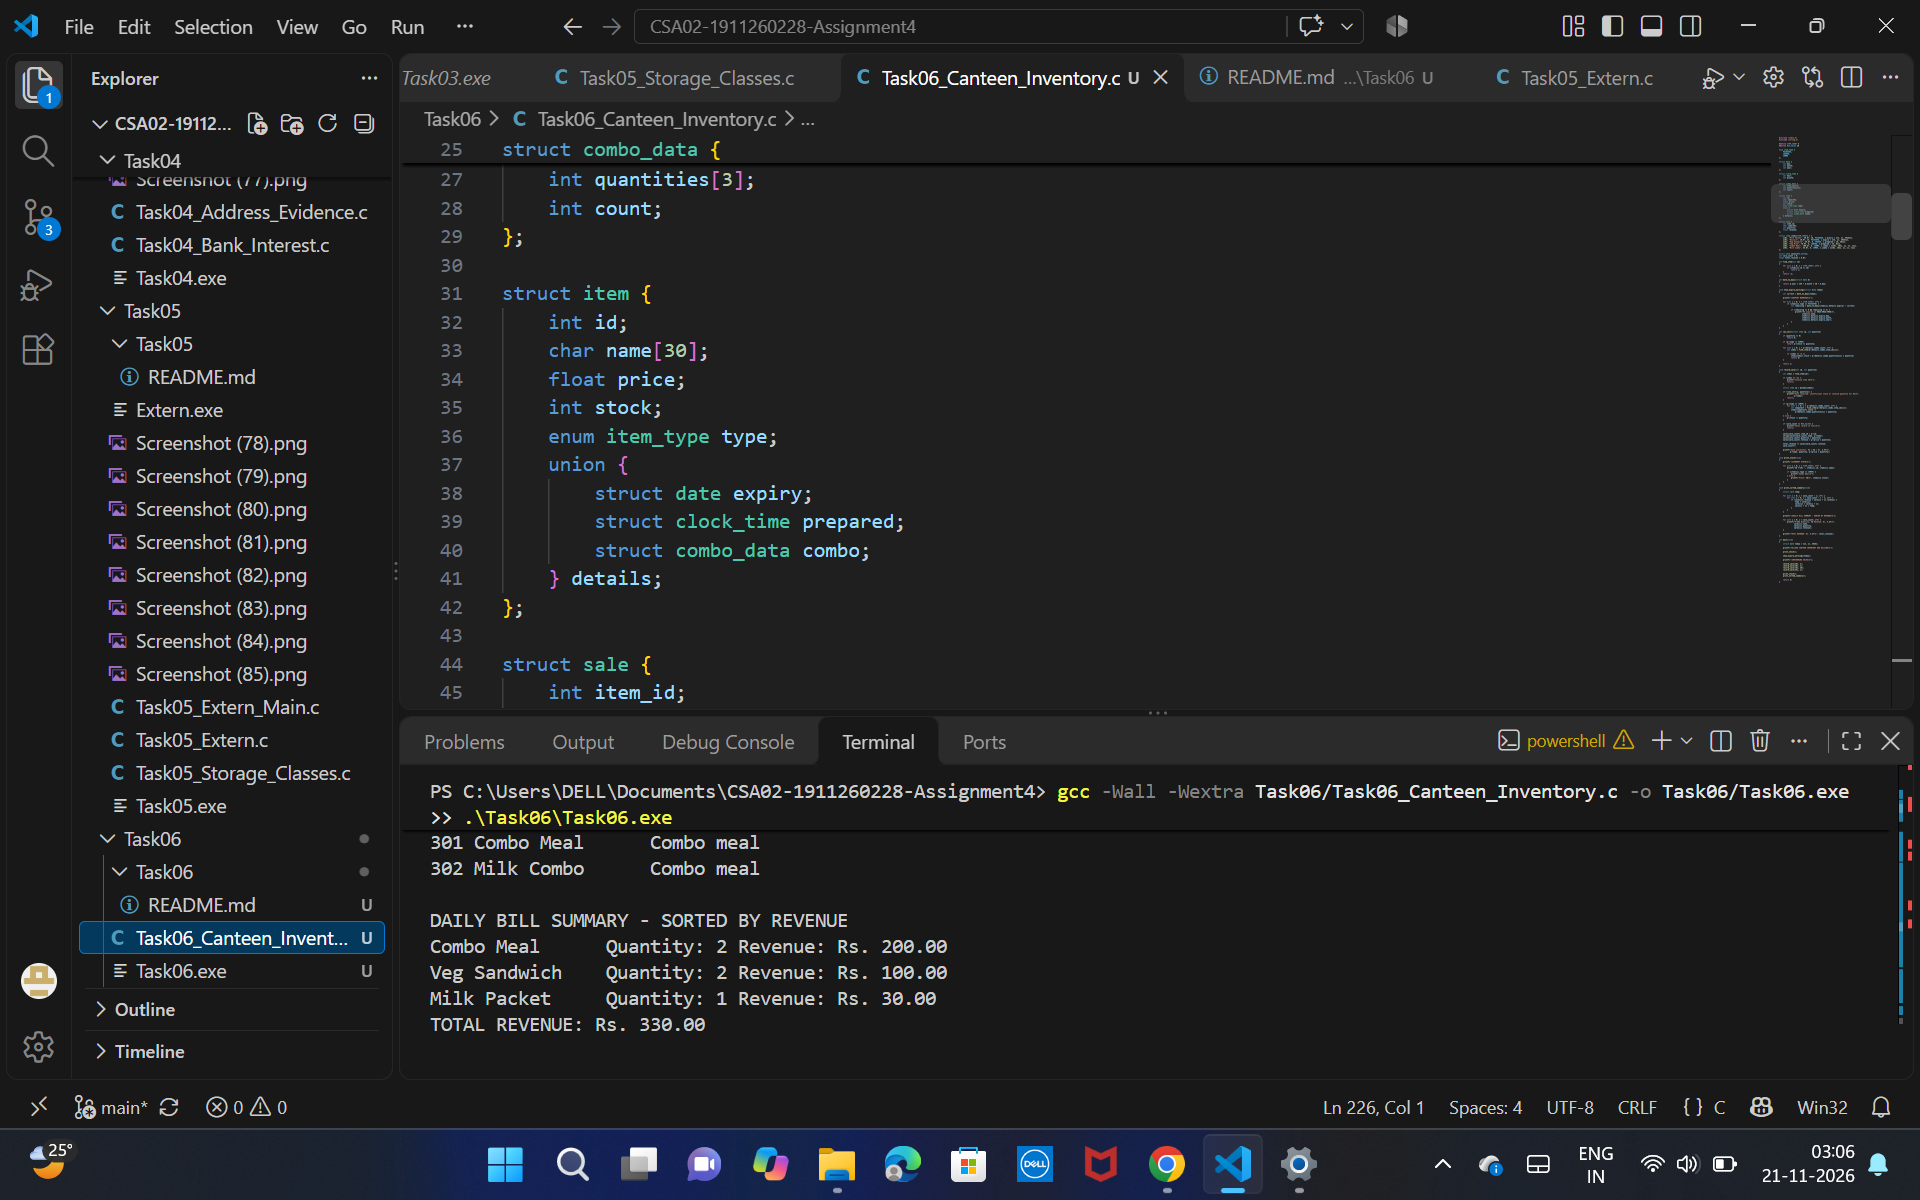 File Edit Selection View Go Run ···
CSA02-1911260228-Assignment4
Explorer
CSA02-19112...
Task04
Screenshot (77).png
Task04_Address_Evidence.c
Task04_Bank_Interest.c
Task04.exe
Task05
Task05
README.md
Extern.exe
Screenshot (78).png
Screenshot (79).png
Screenshot (80).png
Screenshot (81).png
Screenshot (82).png
Screenshot (83).png
Screenshot (84).png
Screenshot (85).png
Task05_Extern_Main.c
Task05_Extern.c
Task05_Storage_Classes.c
Task05.exe
Task06
Task06
README.md U
Task06_Canteen_Invent... U
Task06.exe U
Outline
Timeline
1
3
Task03.exe
C Task05_Storage_Classes.c
C Task06_Canteen_Inventory.c U
README.md ...\Task06 U
C Task05_Extern.c
Task06 > C Task06_Canteen_Inventory.c > ...
25 struct combo_data {
27 int quantities[3];
28 int count;
29 };
30
31 struct item {
32 int id;
33 char name[30];
34 float price;
35 int stock;
36 enum item_type type;
37 union {
38 struct date expiry;
39 struct clock_time prepared;
40 struct combo_data combo;
41 } details;
42 };
43
44 struct sale {
45 int item_id;
Problems Output Debug Console Terminal Ports
powershell
PS C:\Users\DELL\Documents\CSA02-1911260228-Assignment4> gcc -Wall -Wextra Task06/Task06_Canteen_Inventory.c -o Task06/Task06.exe
>> .\Task06\Task06.exe
301 Combo Meal Combo meal
302 Milk Combo Combo meal
DAILY BILL SUMMARY - SORTED BY REVENUE
Combo Meal Quantity: 2 Revenue: Rs. 200.00
Veg Sandwich Quantity: 2 Revenue: Rs. 100.00
Milk Packet Quantity: 1 Revenue: Rs. 30.00
TOTAL REVENUE: Rs. 330.00
main* 0 0
Ln 226, Col 1 Spaces: 4 UTF-8 CRLF { } C Win32
25°
DELL
ENG
IN
03:06
21-11-2026